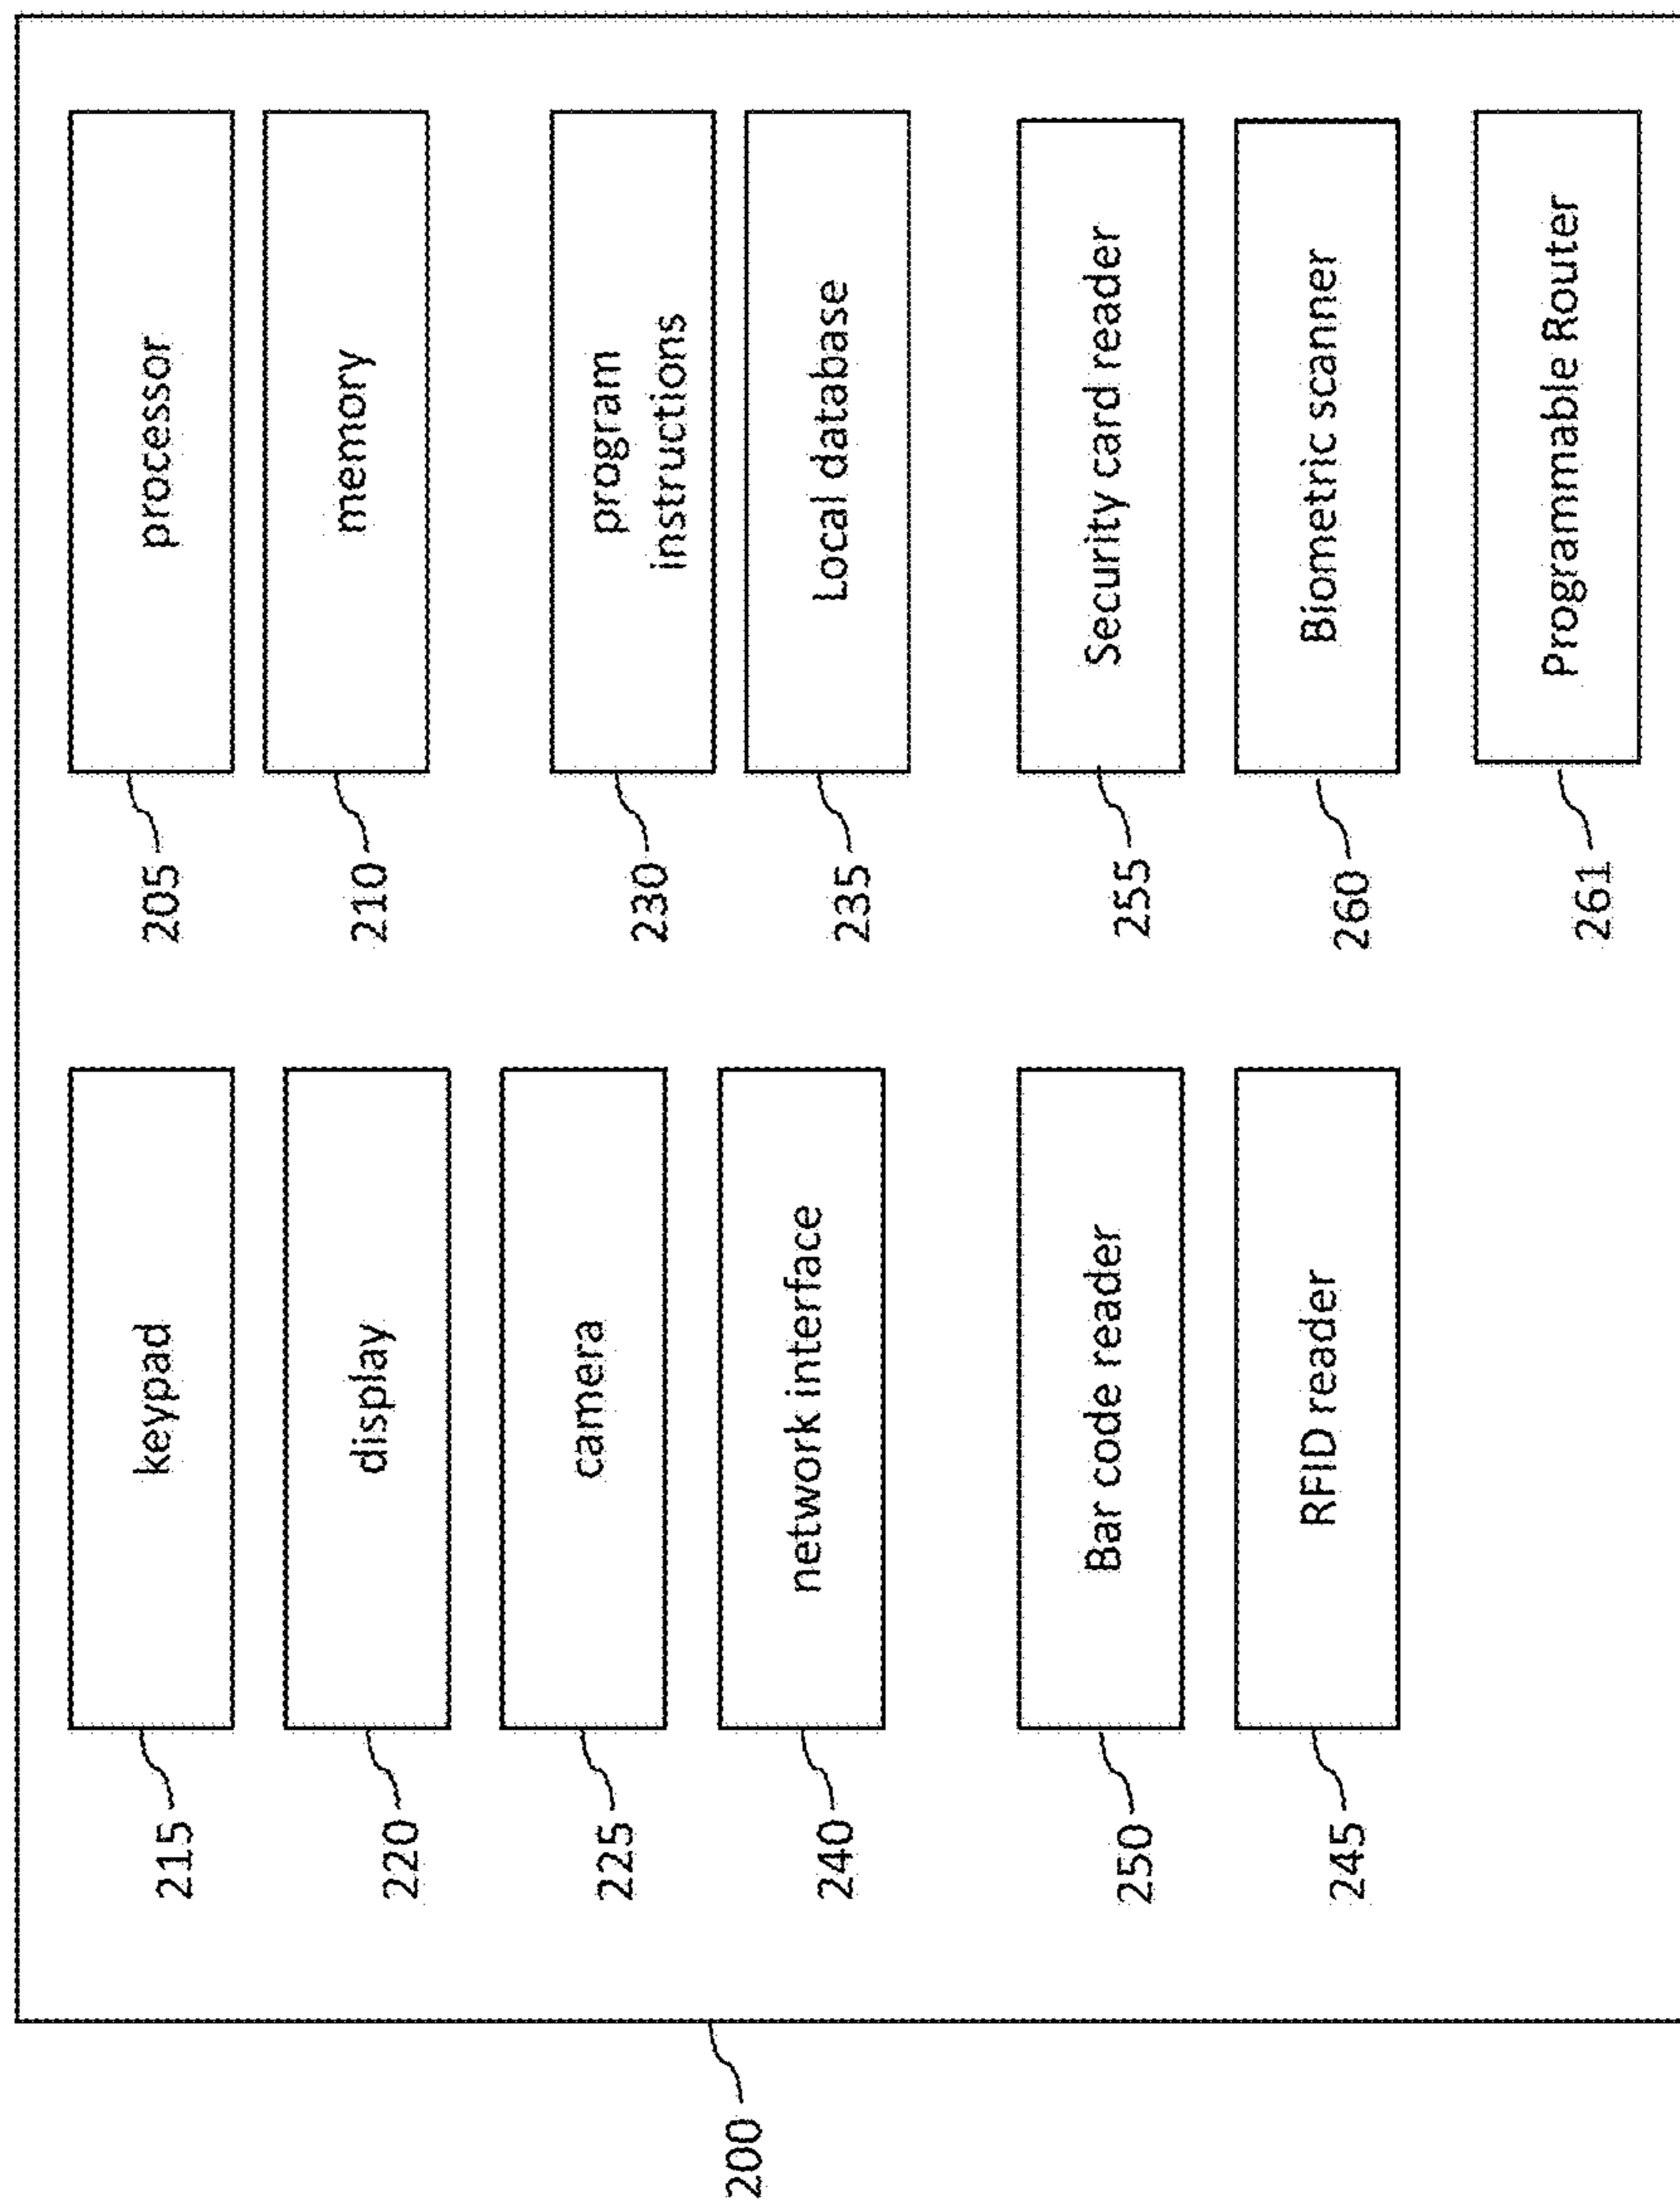 215
keypad
205
processor
220
display
210
memory
225
camera
230
program
instructions
240
network interface
235
Local database
200
250
Bar code reader
255
Security card reader
245
RFID reader
260
Biometric scanner
261
Programmable Router